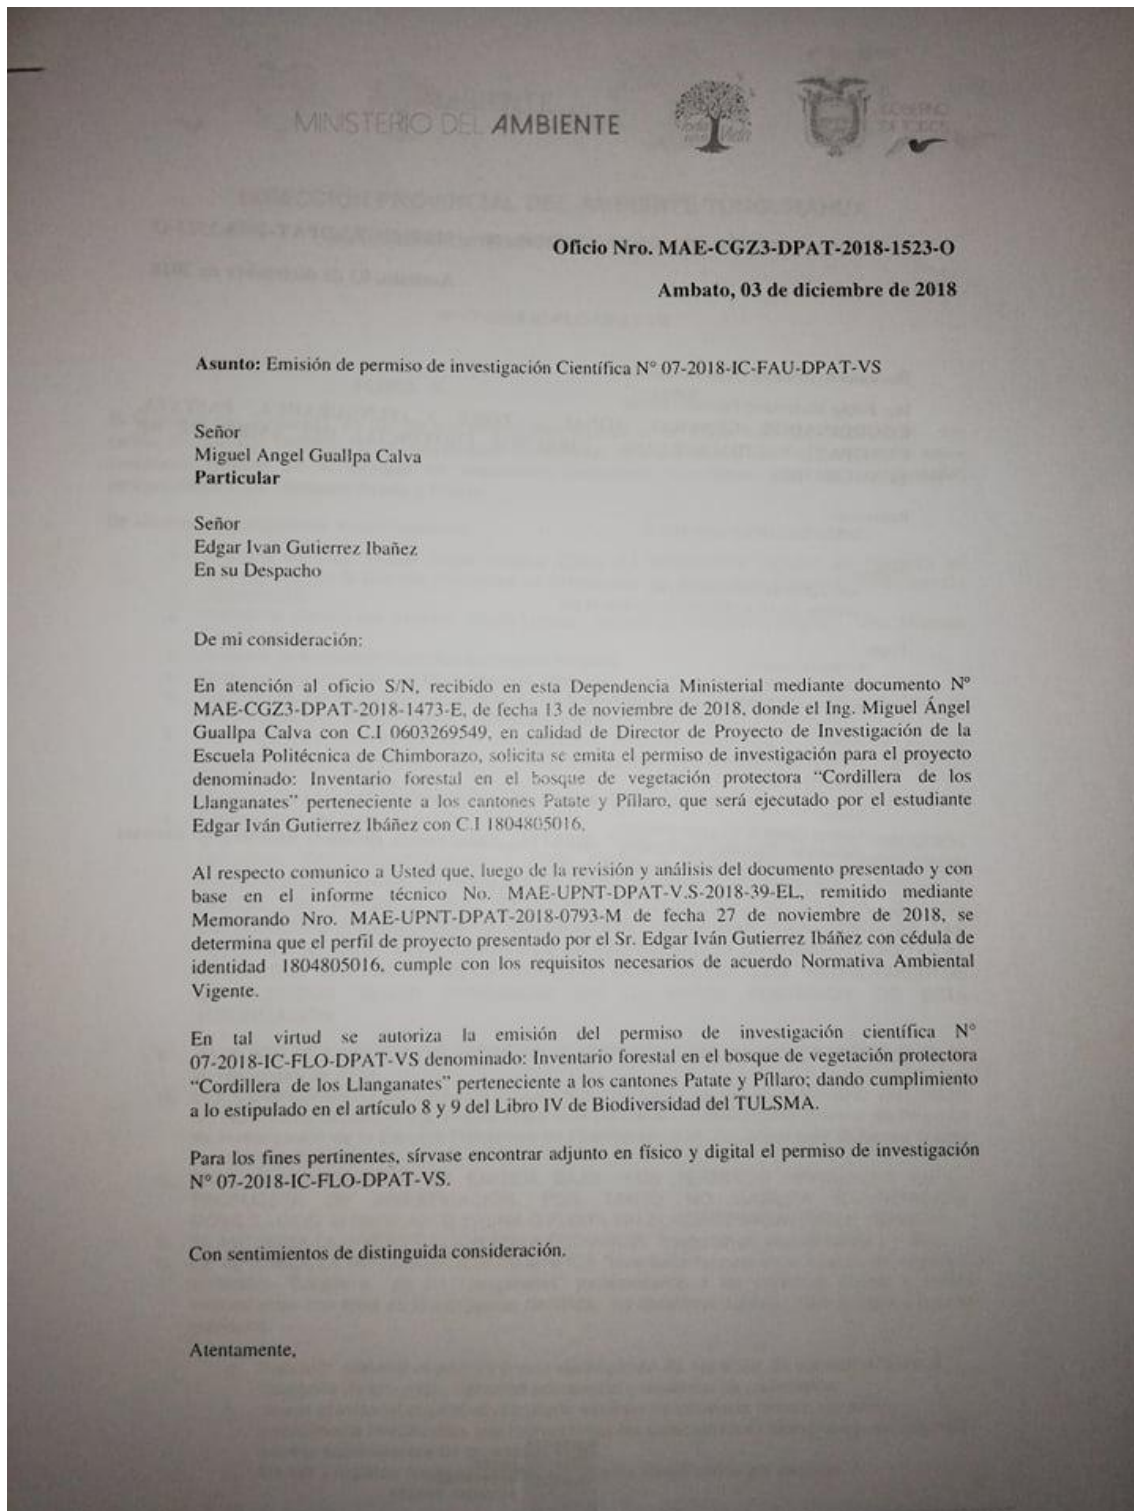 MINISTERIO DEL AMBIENTE
Oficio Nro. MAE-CGZ3-DPAT-2018-1523-O
Ambato, 03 de diciembre de 2018
Asunto: Emisión de permiso de investigación Científica N° 07-2018-IC-FAU-DPAT-VS
Señor
Miguel Angel Guallpa Calva
Particular
Señor
Edgar Ivan Gutierrez Ibañez
En su Despacho
De mi consideración:
En atención al oficio S/N, recibido en esta Dependencia Ministerial mediante documento N°
MAE-CGZ3-DPAT-2018-1473-E, de fecha 13 de noviembre de 2018, donde el Ing. Miguel Ángel
Guallpa Calva con C.I 0603269549, en calidad de Director de Proyecto de Investigación de la
Escuela Politécnica de Chimborazo, solicita se emita el permiso de investigación para el proyecto
denominado: Inventario forestal en el bosque de vegetación protectora “Cordillera de los
Llanganates” perteneciente a los cantones Patate y Píllaro, que será ejecutado por el estudiante
Edgar Iván Gutierrez Ibáñez con C.I 1804805016.
Al respecto comunico a Usted que, luego de la revisión y análisis del documento presentado y con
base en el informe técnico No. MAE-UPNT-DPAT-V.S-2018-39-EL, remitido mediante
Memorando Nro. MAE-UPNT-DPAT-2018-0793-M de fecha 27 de noviembre de 2018, se
determina que el perfil de proyecto presentado por el Sr. Edgar Iván Gutierrez Ibáñez con cédula de
identidad 1804805016, cumple con los requisitos necesarios de acuerdo Normativa Ambiental
Vigente.
En tal virtud se autoriza la emisión del permiso de investigación científica N°
07-2018-IC-FLO-DPAT-VS denominado: Inventario forestal en el bosque de vegetación protectora
“Cordillera de los Llanganates” perteneciente a los cantones Patate y Píllaro; dando cumplimiento
a lo estipulado en el artículo 8 y 9 del Libro IV de Biodiversidad del TULSMA.
Para los fines pertinentes, sírvase encontrar adjunto en físico y digital el permiso de investigación
N° 07-2018-IC-FLO-DPAT-VS.
Con sentimientos de distinguida consideración.
Atentamente,